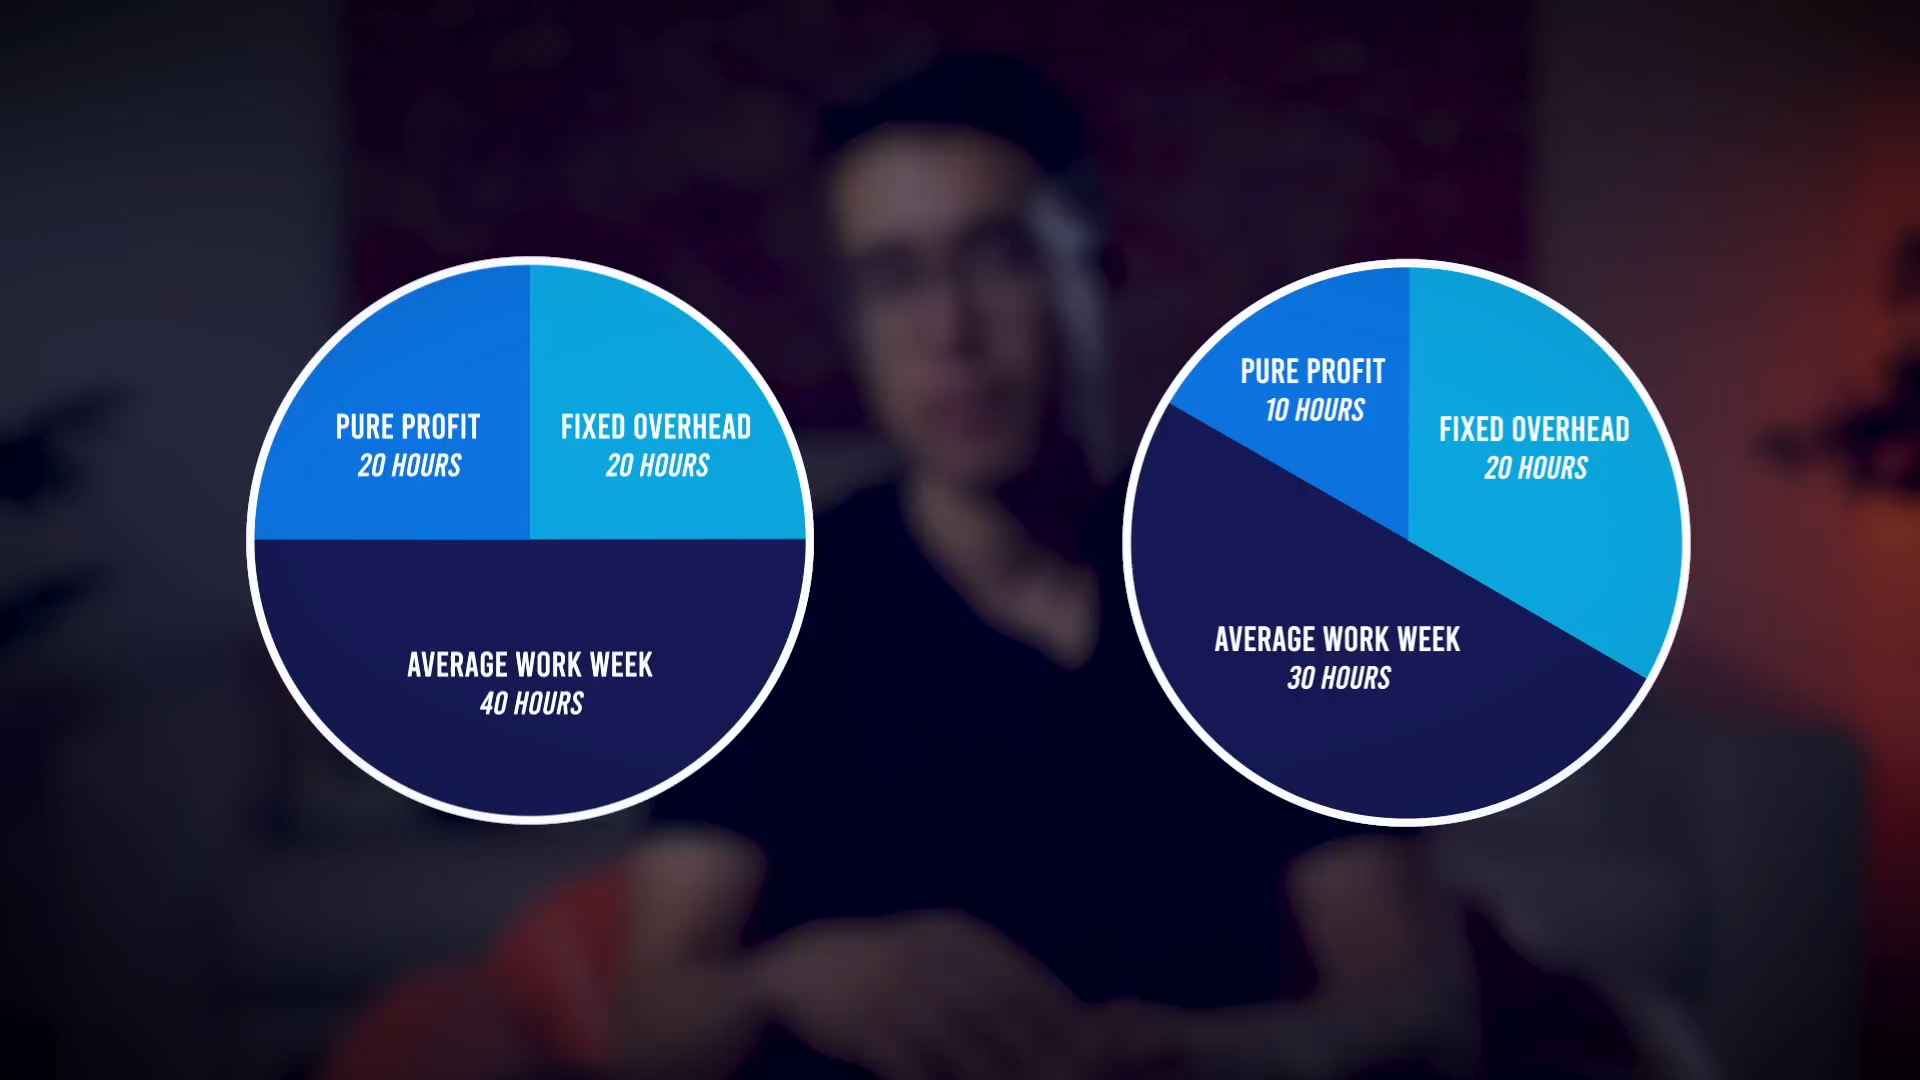 PURE PROFIT
20 HOURS
FIXED OVERHEAD
20 HOURS
AVERAGE WORK WEEK
40 HOURS
PURE PROFIT
10 HOURS
FIXED OVERHEAD
20 HOURS
AVERAGE WORK WEEK
30 HOURS